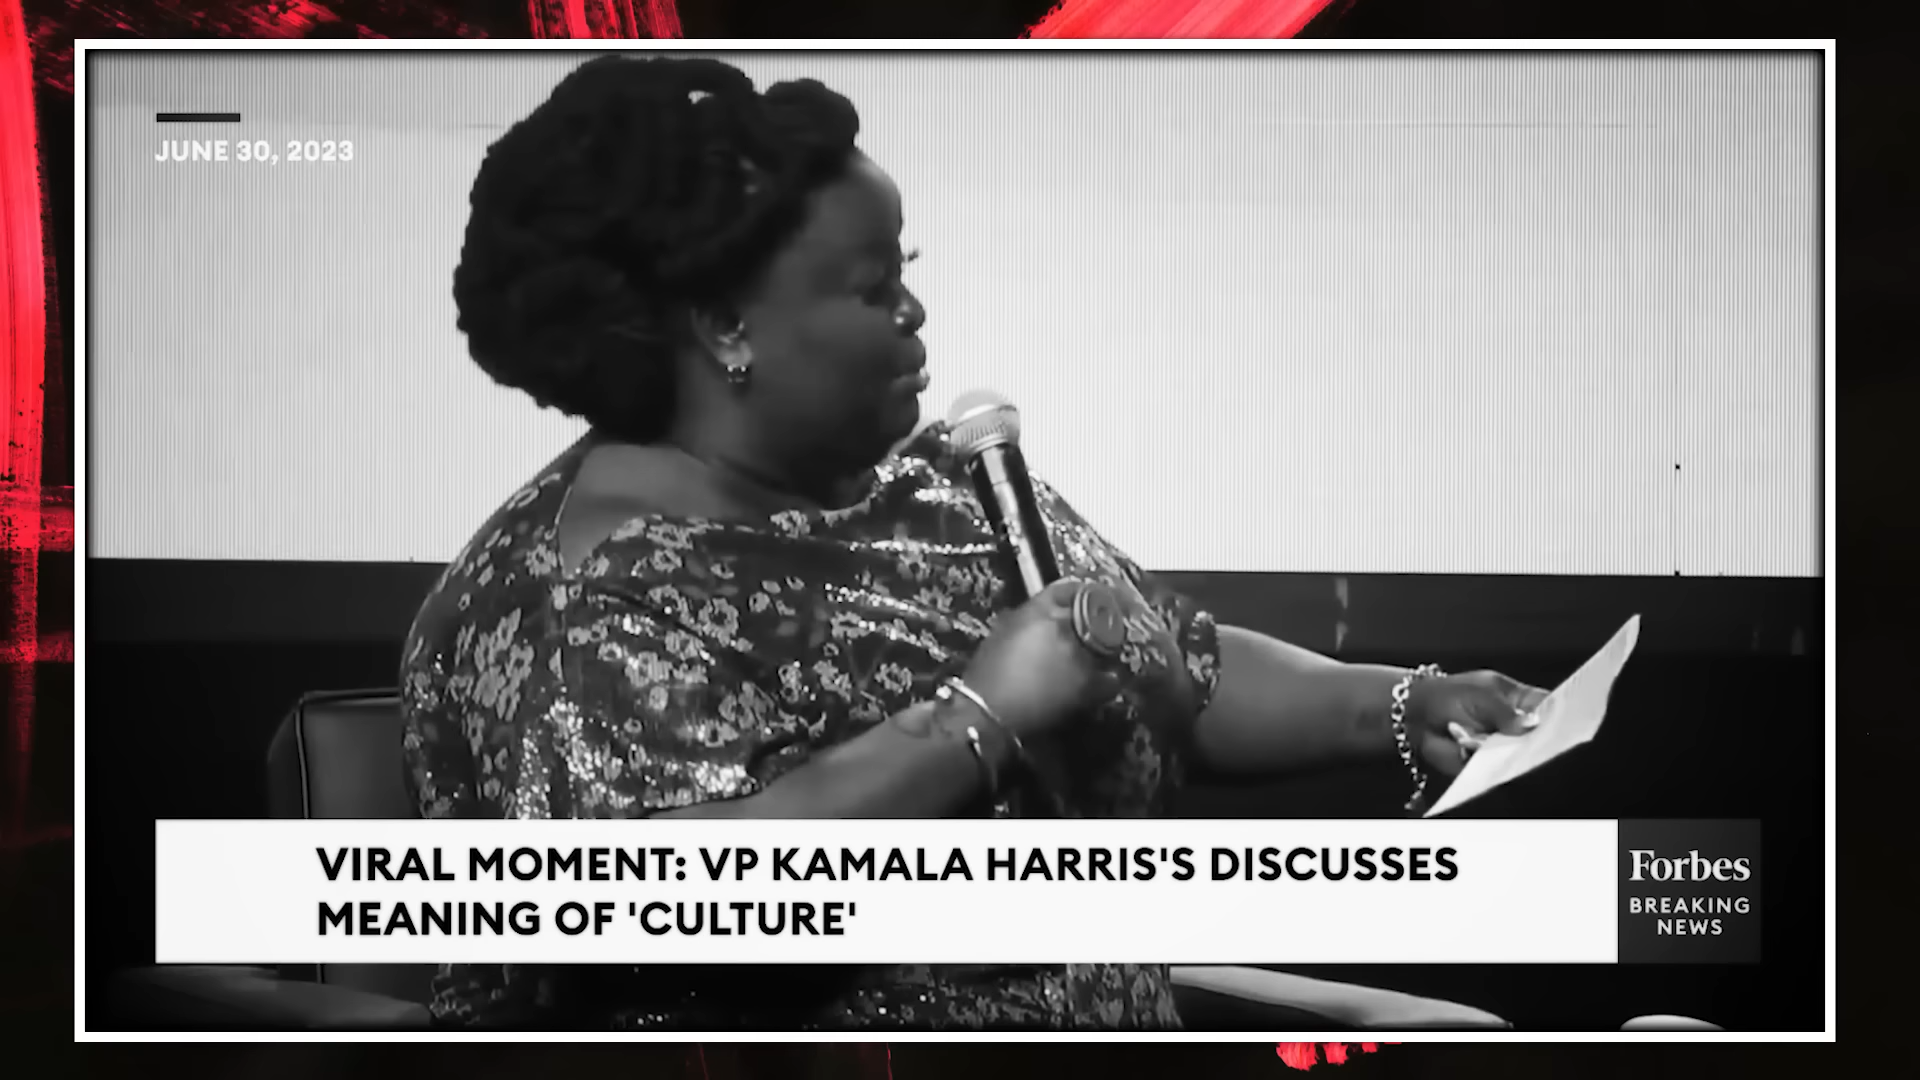 JUNE 30, 2023
VIRAL MOMENT: VP KAMALA HARRIS'S DISCUSSES
MEANING OF 'CULTURE'
Forbes
BREAKING
NEWS